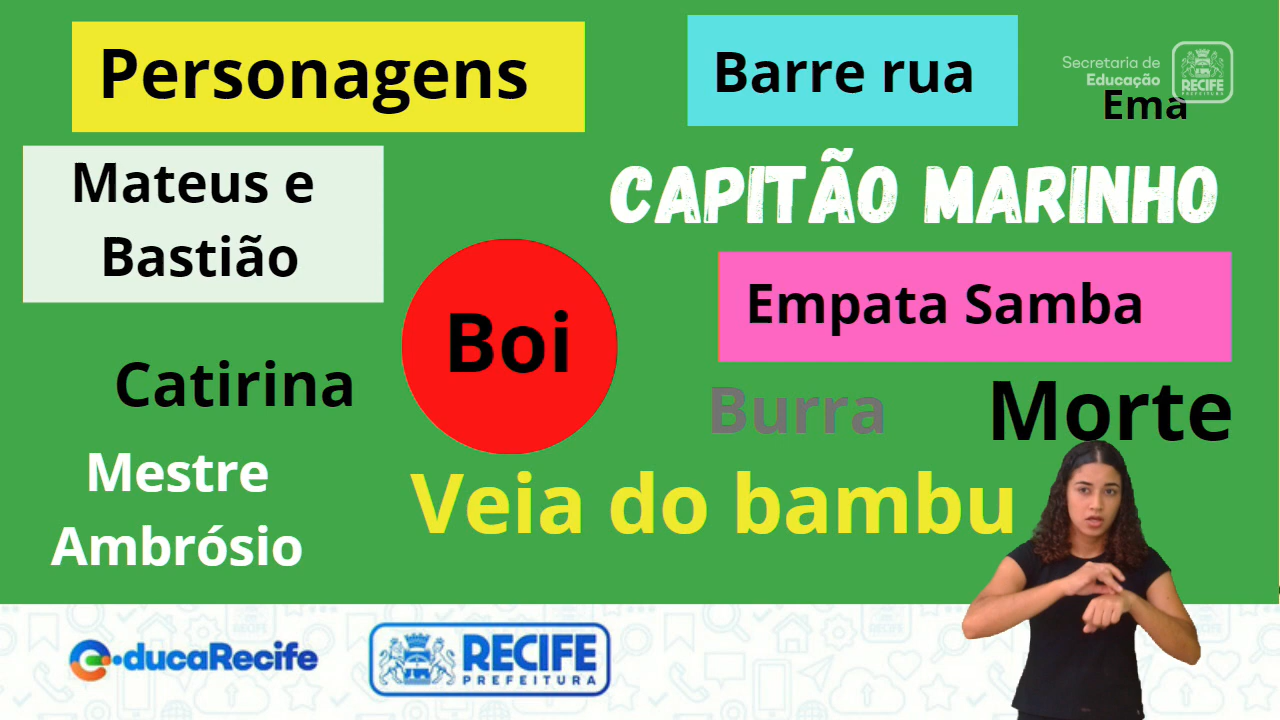 Personagens
Barre rua
Secretaria de
Educação
RECIFE
PREFEITURA
Ema
Mateus e
Bastião
CAPITÃO MARINHO
Boi
Empata Samba
Catirina
Burra
Morte
Mestre
Ambrósio
Veia do bambu
EducaRecife
RECIFE
PREFEITURA